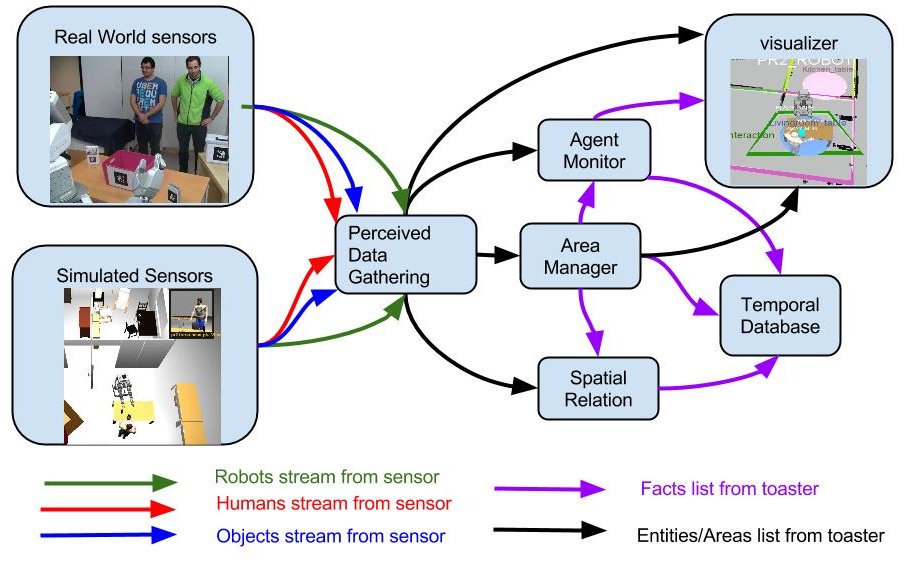 Real World sensors
visualizer
PR2_ROBOT
Kitchen_table
Livingroom_table
nteraction
Agent
Monitor
Perceived
Data
Gathering
Area
Manager
Simulated Sensors
Temporal
Database
Spatial
Relation
Robots stream from sensor
Humans stream from sensor
Objects stream from sensor
Facts list from toaster
Entities/Areas list from toaster